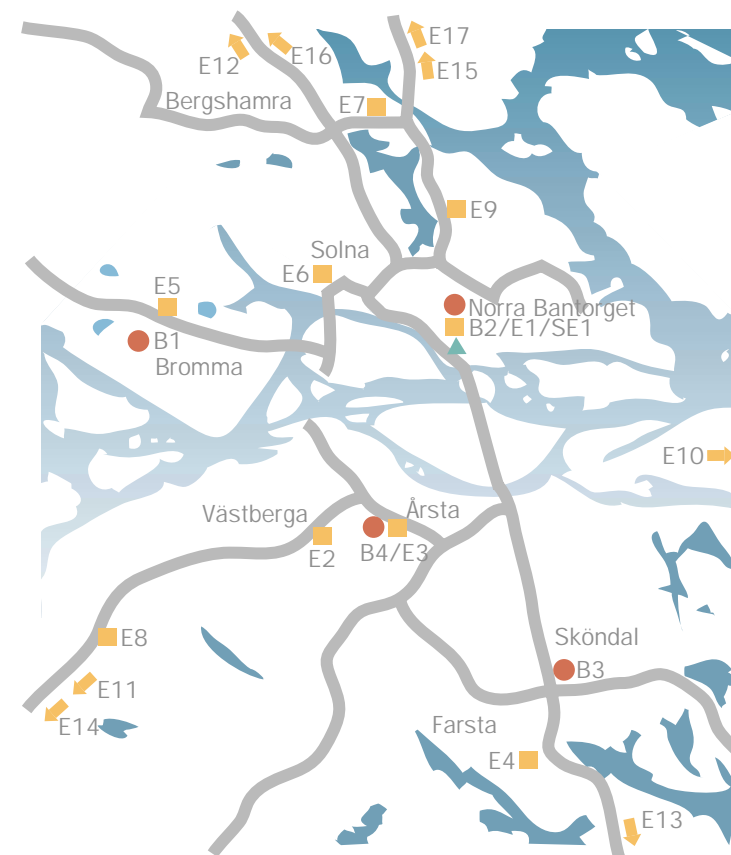 E17
E16
E12
E15
Bergshamra
E7
E9
Solna
E6
E5
Norra Bantorget
B2/E1/SE1
B1
Bromma
E10
Västberga
Årsta
E2
B4/E3
E8
Sköndal
B3
E11
E14
Farsta
E4
E13